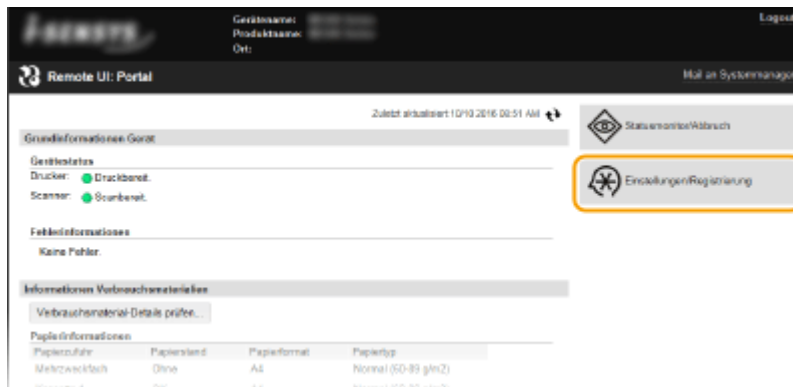 i-SENSYS
Gerätename:
Produktname:
Ort:
Logout
Remote UI: Portal
Mail an Systemmanager
Zuletzt aktualisiert 10/10 2016 08:51 AM
Grundinformationen Gerät
Gerätestatus
Drucker: Druckbereit.
Scanner: Scanbereit.
Fehlerinformationen
Keine Fehler.
Informationen Verbrauchsmaterialien
Verbrauchsmaterial-Details prüfen...
Papierinformationen
Papierzufuhr Papierstand Papierformat Papiertyp
Mehrzweckfach Ohne A4 Normal (60-89 g/m2)
Statusmonitor/Abbruch
Einstellungen/Registrierung